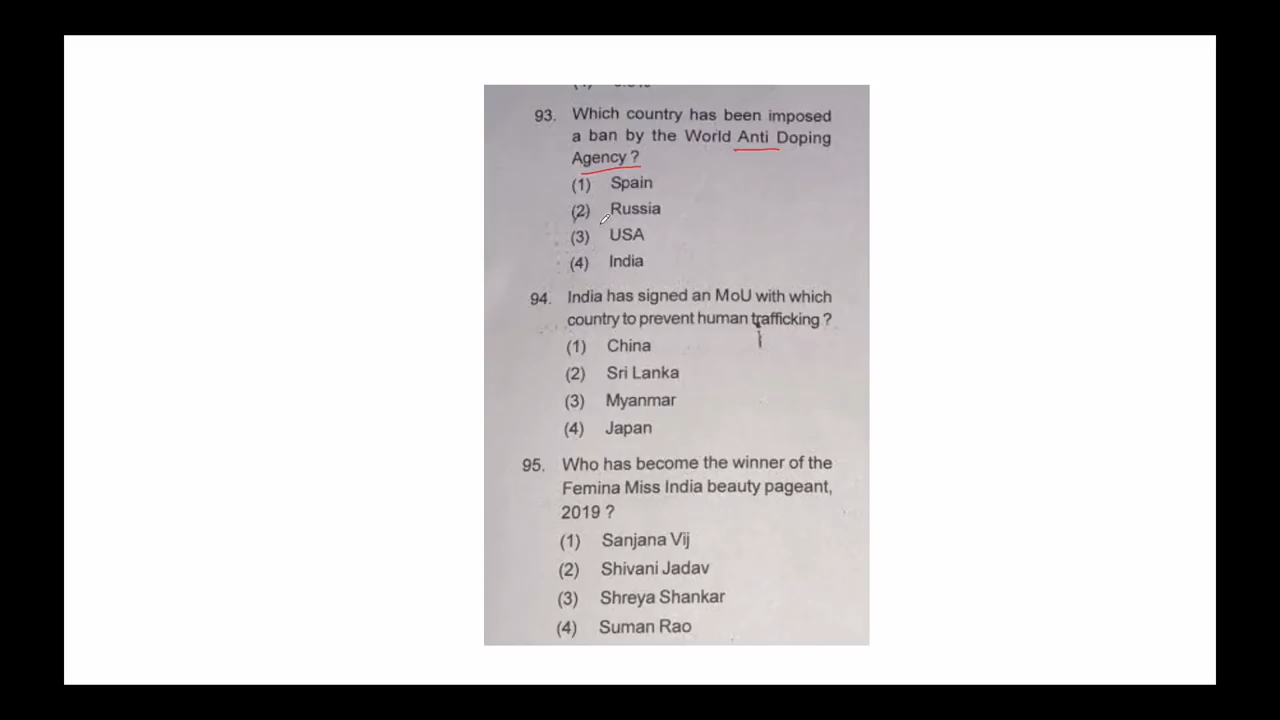 93. Which country has been imposed
a ban by the World Anti Doping
Agency ?
(1) Spain
(2) Russia
(3) USA
(4) India
94. India has signed an MoU with which
country to prevent human trafficking ?
(1) China
(2) Sri Lanka
(3) Myanmar
(4) Japan
95. Who has become the winner of the
Femina Miss India beauty pageant,
2019 ?
(1) Sanjana Vij
(2) Shivani Jadav
(3) Shreya Shankar
(4) Suman Rao